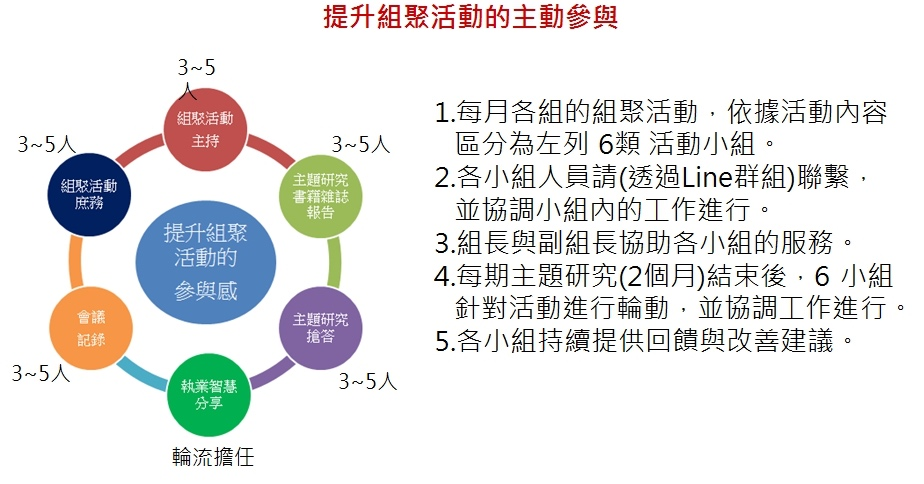 提升組聚活動的主動參與
3~5
人
組聚活動
主持
3~5人
主題研究
書籍雜誌
報告
3~5人
主題研究
搶答
3~5人
執業智慧
分享
輪流擔任
會議
記錄
3~5人
組聚活動
庶務
3~5人
提升組聚
活動的
參與感
1.每月各組的組聚活動，依據活動內容
區分為左列 6類 活動小組。
2.各小組人員請(透過Line群組)聯繫，
並協調小組內的工作進行。
3.組長與副組長協助各小組的服務。
4.每期主題研究(2個月)結束後，6 小組
針對活動進行輪動，並協調工作進行。
5.各小組持續提供回饋與改善建議。